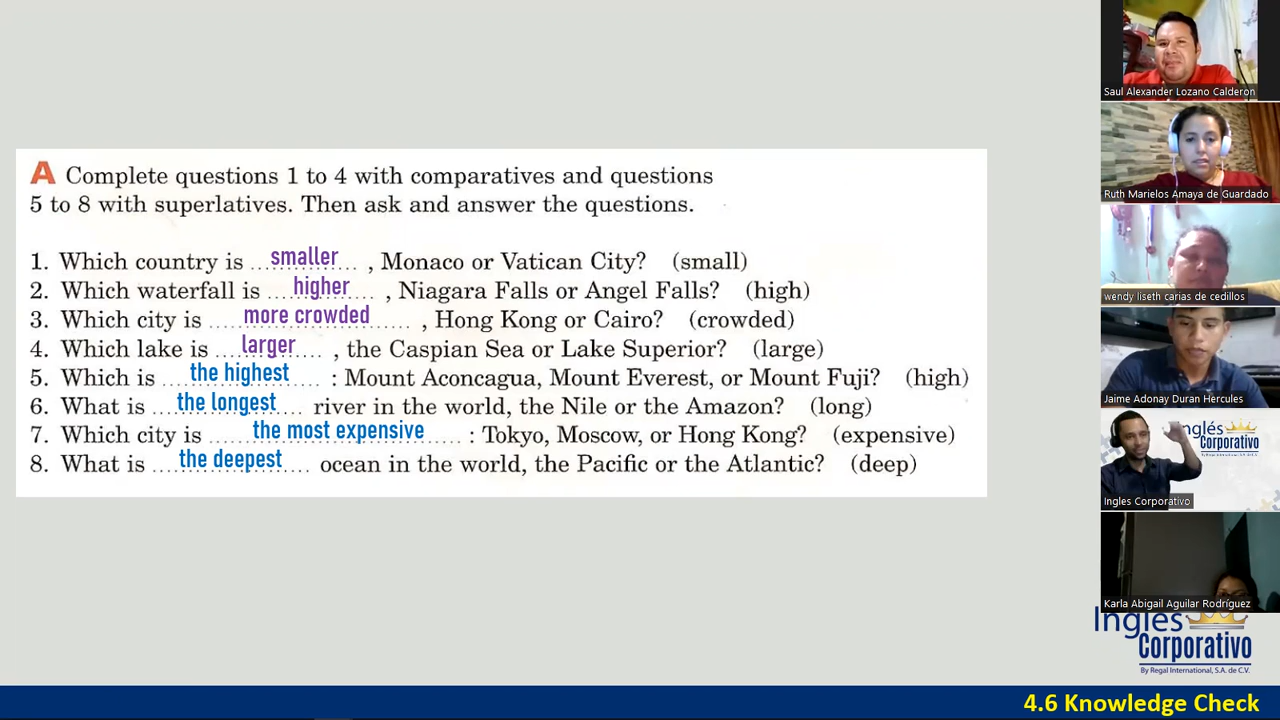 A Complete questions 1 to 4 with comparatives and questions
5 to 8 with superlatives. Then ask and answer the questions.
1. Which country is smaller, Monaco or Vatican City? (small)
2. Which waterfall is higher, Niagara Falls or Angel Falls? (high)
3. Which city is more crowded, Hong Kong or Cairo? (crowded)
4. Which lake is larger, the Caspian Sea or Lake Superior? (large)
5. Which is the highest : Mount Aconcagua, Mount Everest, or Mount Fuji? (high)
6. What is the longest river in the world, the Nile or the Amazon? (long)
7. Which city is the most expensive : Tokyo, Moscow, or Hong Kong? (expensive)
8. What is the deepest ocean in the world, the Pacific or the Atlantic? (deep)
Saul Alexander Lozano Calderon
Ruth Marielos Amaya de Guardado
wendy liseth carias de cedillos
Jaime Adonay Duran Hercules
Inglés
Corporativo
By Regal International, S.A. de C.V.
Ingles Corporativo
Karla Abigail Aguilar Rodríguez
Ingles
Corporativo
By Regal International, S.A. de C.V.
4.6 Knowledge Check